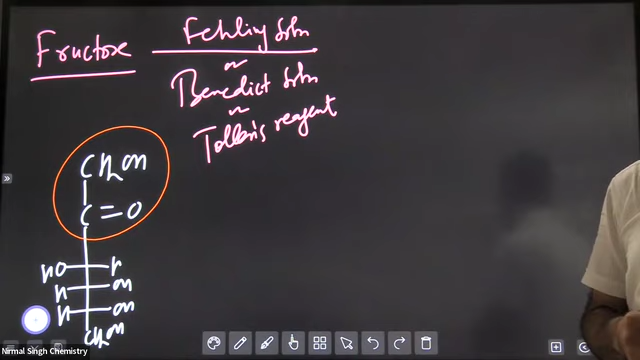 Fructose Fehling Soln
or
Benedict Soln
or
Tollen's reagent
CH2OH
C=O
HO H
H OH
H OH
CH2OH
Nirmal Singh Chemistry